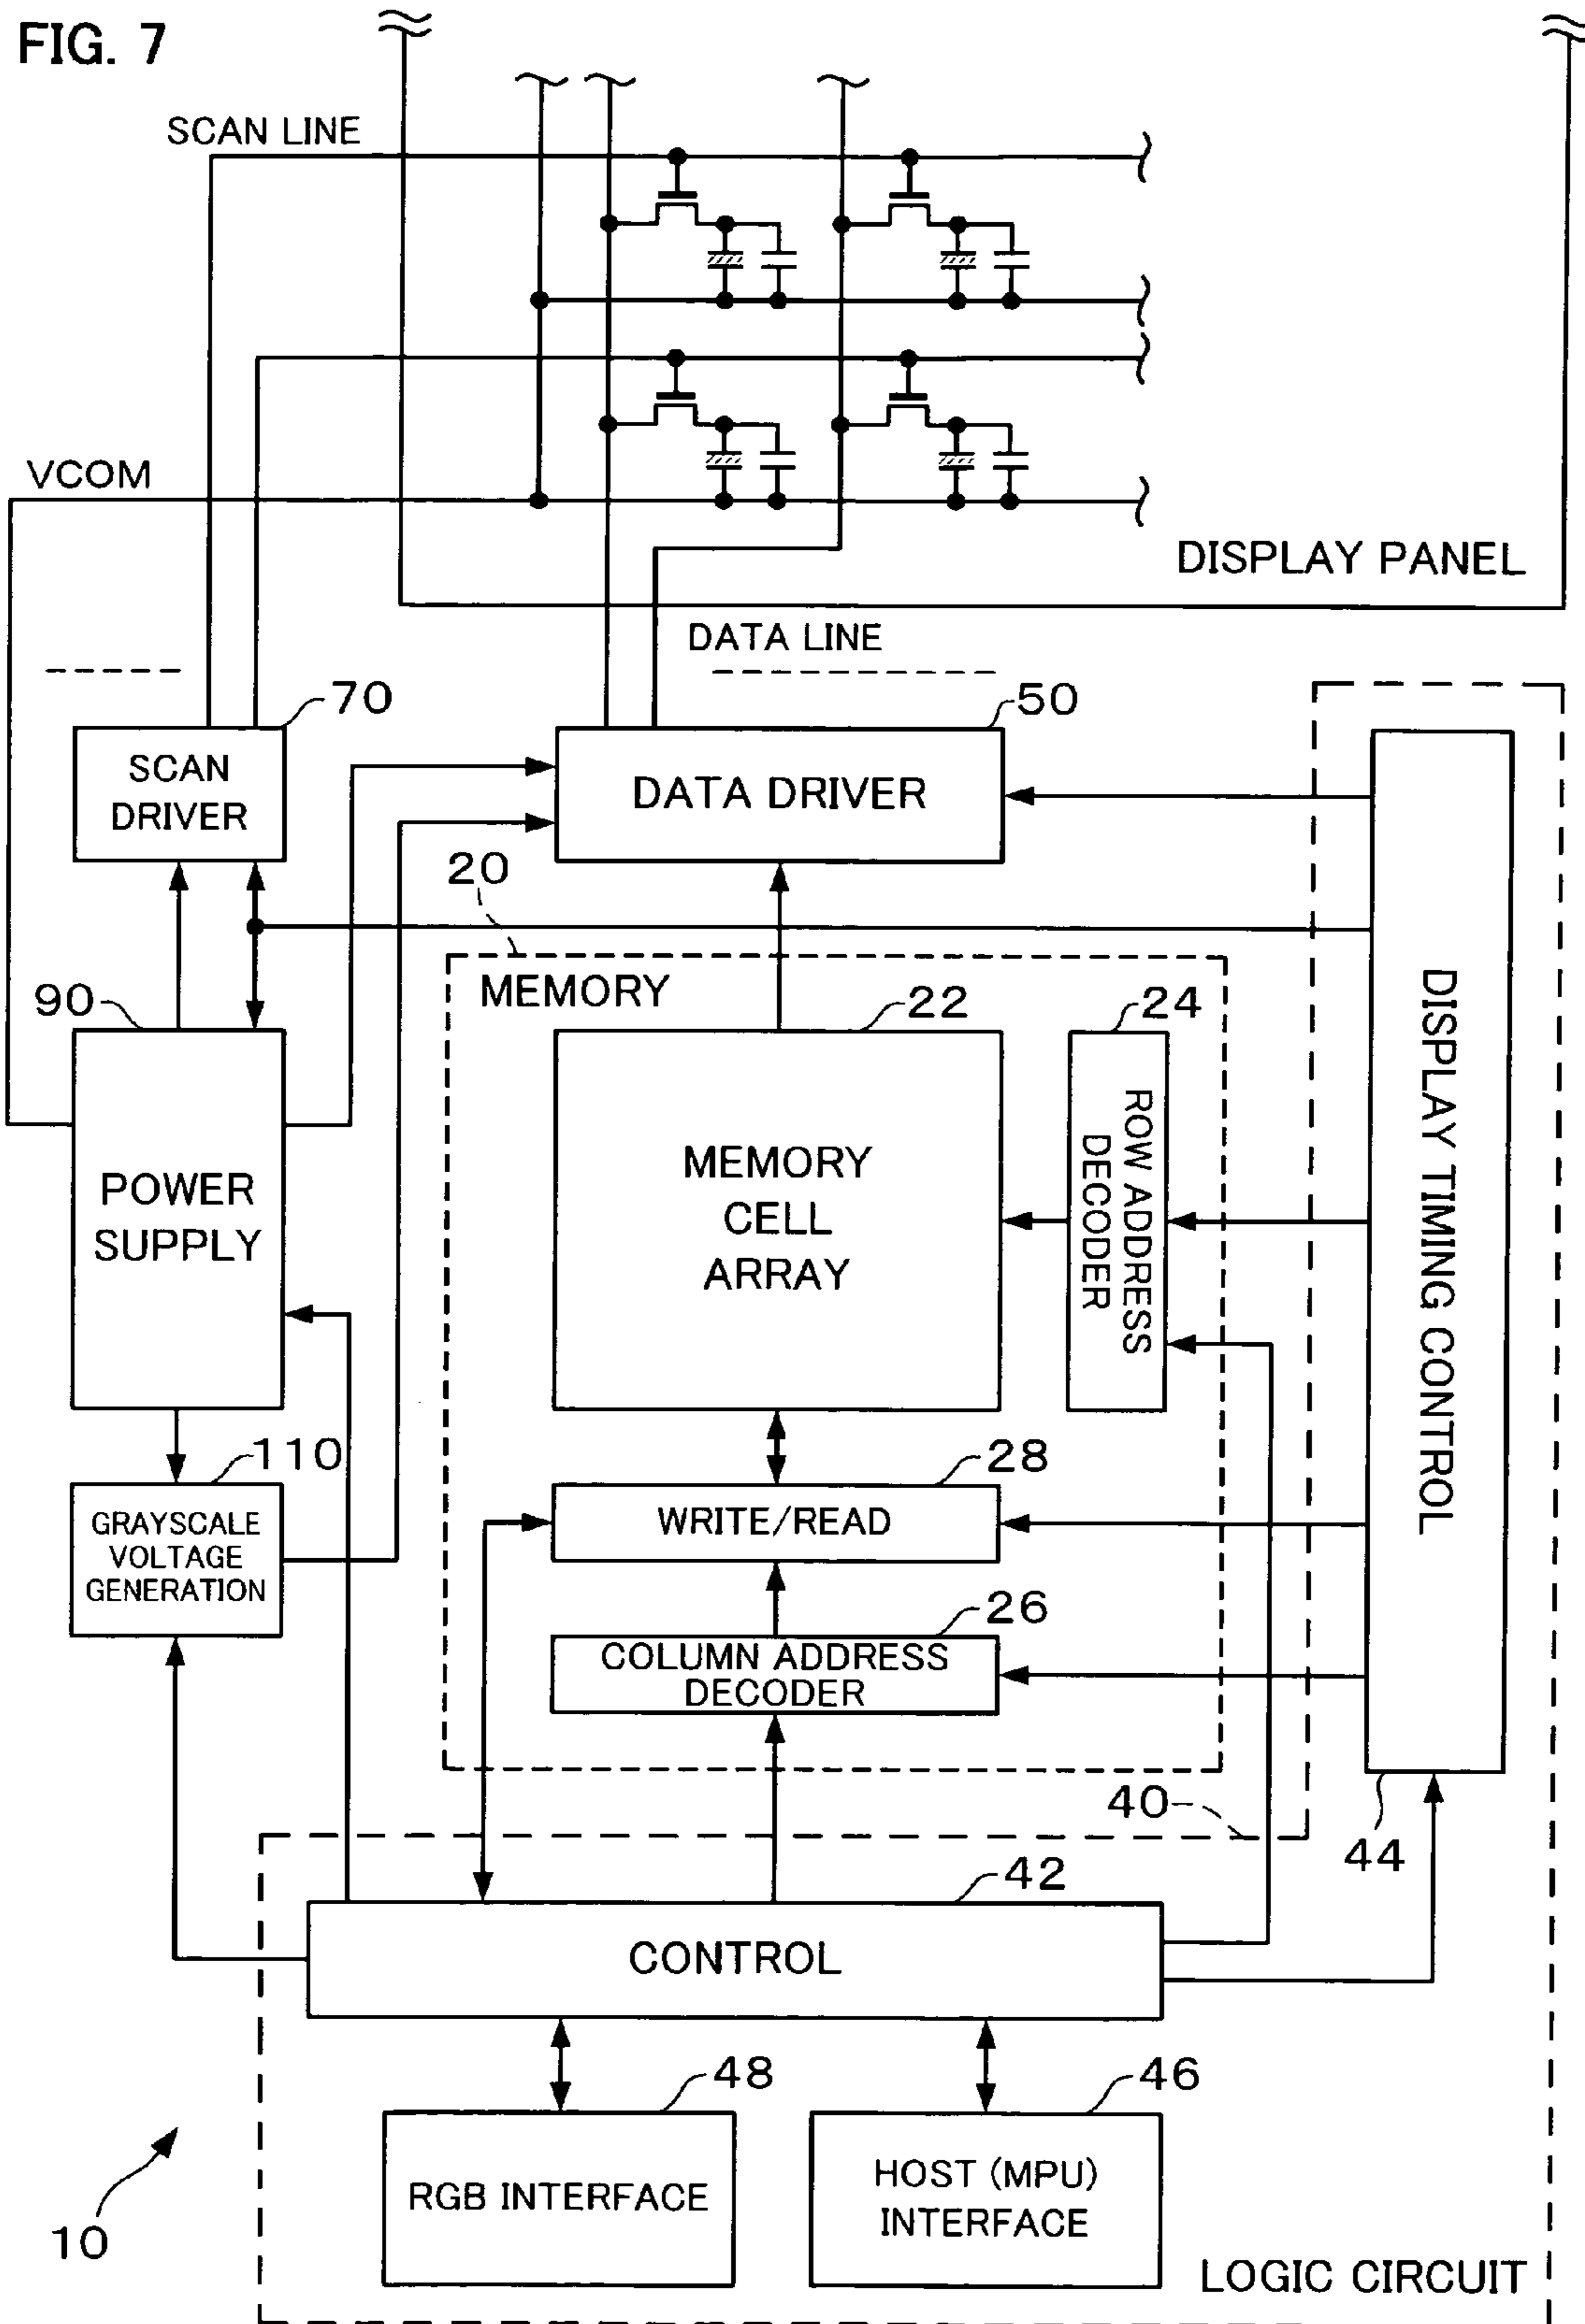 FIG. 7
SCAN LINE
VCOM
DISPLAY PANEL
DATA LINE
70
50
SCAN
DRIVER
DATA DRIVER
20
MEMORY
90
22
24
POWER
SUPPLY
MEMORY
CELL
ARRAY
ROW ADDRESS
DECODER
DISPLAY TIMING CONTROL
110
28
GRAYSCALE
VOLTAGE
GENERATION
WRITE/READ
26
COLUMN ADDRESS
DECODER
40
44
42
CONTROL
48
46
RGB INTERFACE
HOST (MPU)
INTERFACE
10
LOGIC CIRCUIT